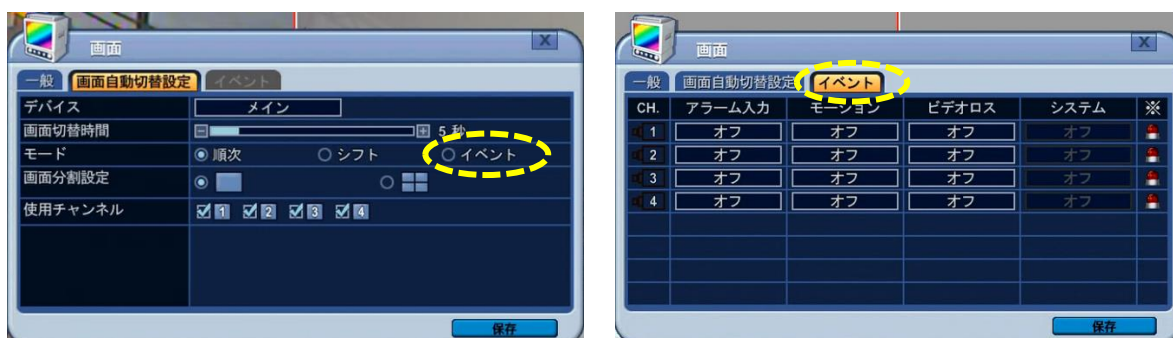 画面
X
一般 画面自動切替設定 イベント
デバイス メイン
画面切替時間 5 秒
モード 順次 シフト イベント
画面分割設定
使用チャンネル 1 2 3 4
保存
画面
X
一般 画面自動切替設定 イベント
CH. アラーム入力 モーション ビデオロス システム ※
1 オフ オフ オフ オフ
2 オフ オフ オフ オフ
3 オフ オフ オフ オフ
4 オフ オフ オフ オフ
保存